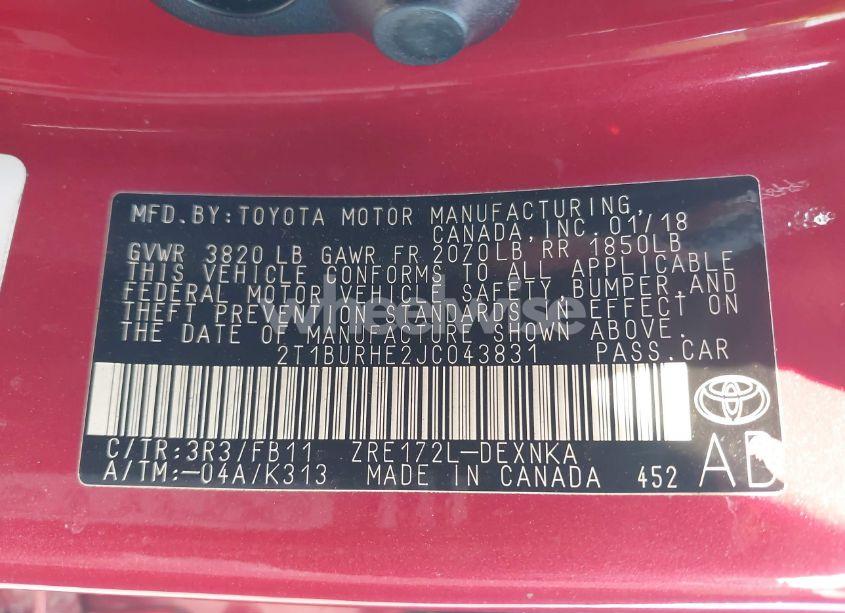 MFD.BY:TOYOTA MOTOR MANUFACTURING,
CANADA, INC. 01/18
GVWR 3820 LB GAWR FR 2070LB RR 1850LB
THIS VEHICLE CONFORMS TO ALL APPLICABLE
FEDERAL MOTOR VEHICLE SAFETY, BUMPER, AND
THEFT PREVENTION STANDARDS IN EFFECT ON
THE DATE OF MANUFACTURE SHOWN ABOVE.
wheelwise
2T1BURHE2JC043831 PASS.CAR
C/TR:3R3/FB11 ZRE172L-DEXNKA
A/TM:-04A/K313 MADE IN CANADA 452
AD